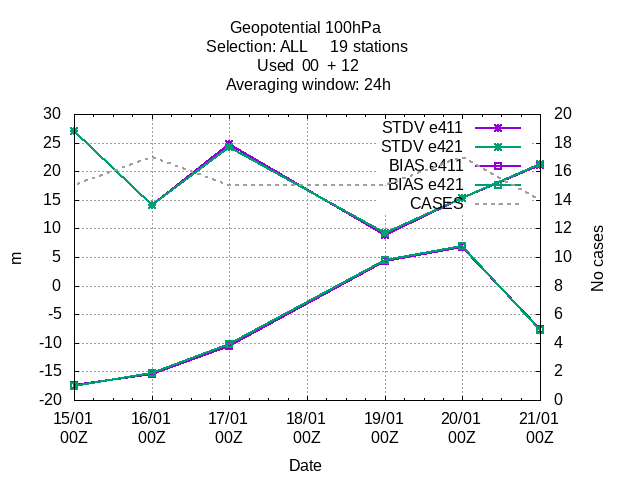 Geopotential 100hPa
Selection: ALL     19 stations
Used  00  + 12
Averaging window: 24h
30 20
25 18
20 16
15 14
10 12
5 10
0 8
-5 6
-10 4
-15 2
-20 0
STDV e411
STDV e421
BIAS e411
BIAS e421
CASES
m
No cases
15/01 16/01 17/01 18/01 19/01 20/01 21/01
00Z 00Z 00Z 00Z 00Z 00Z 00Z
Date